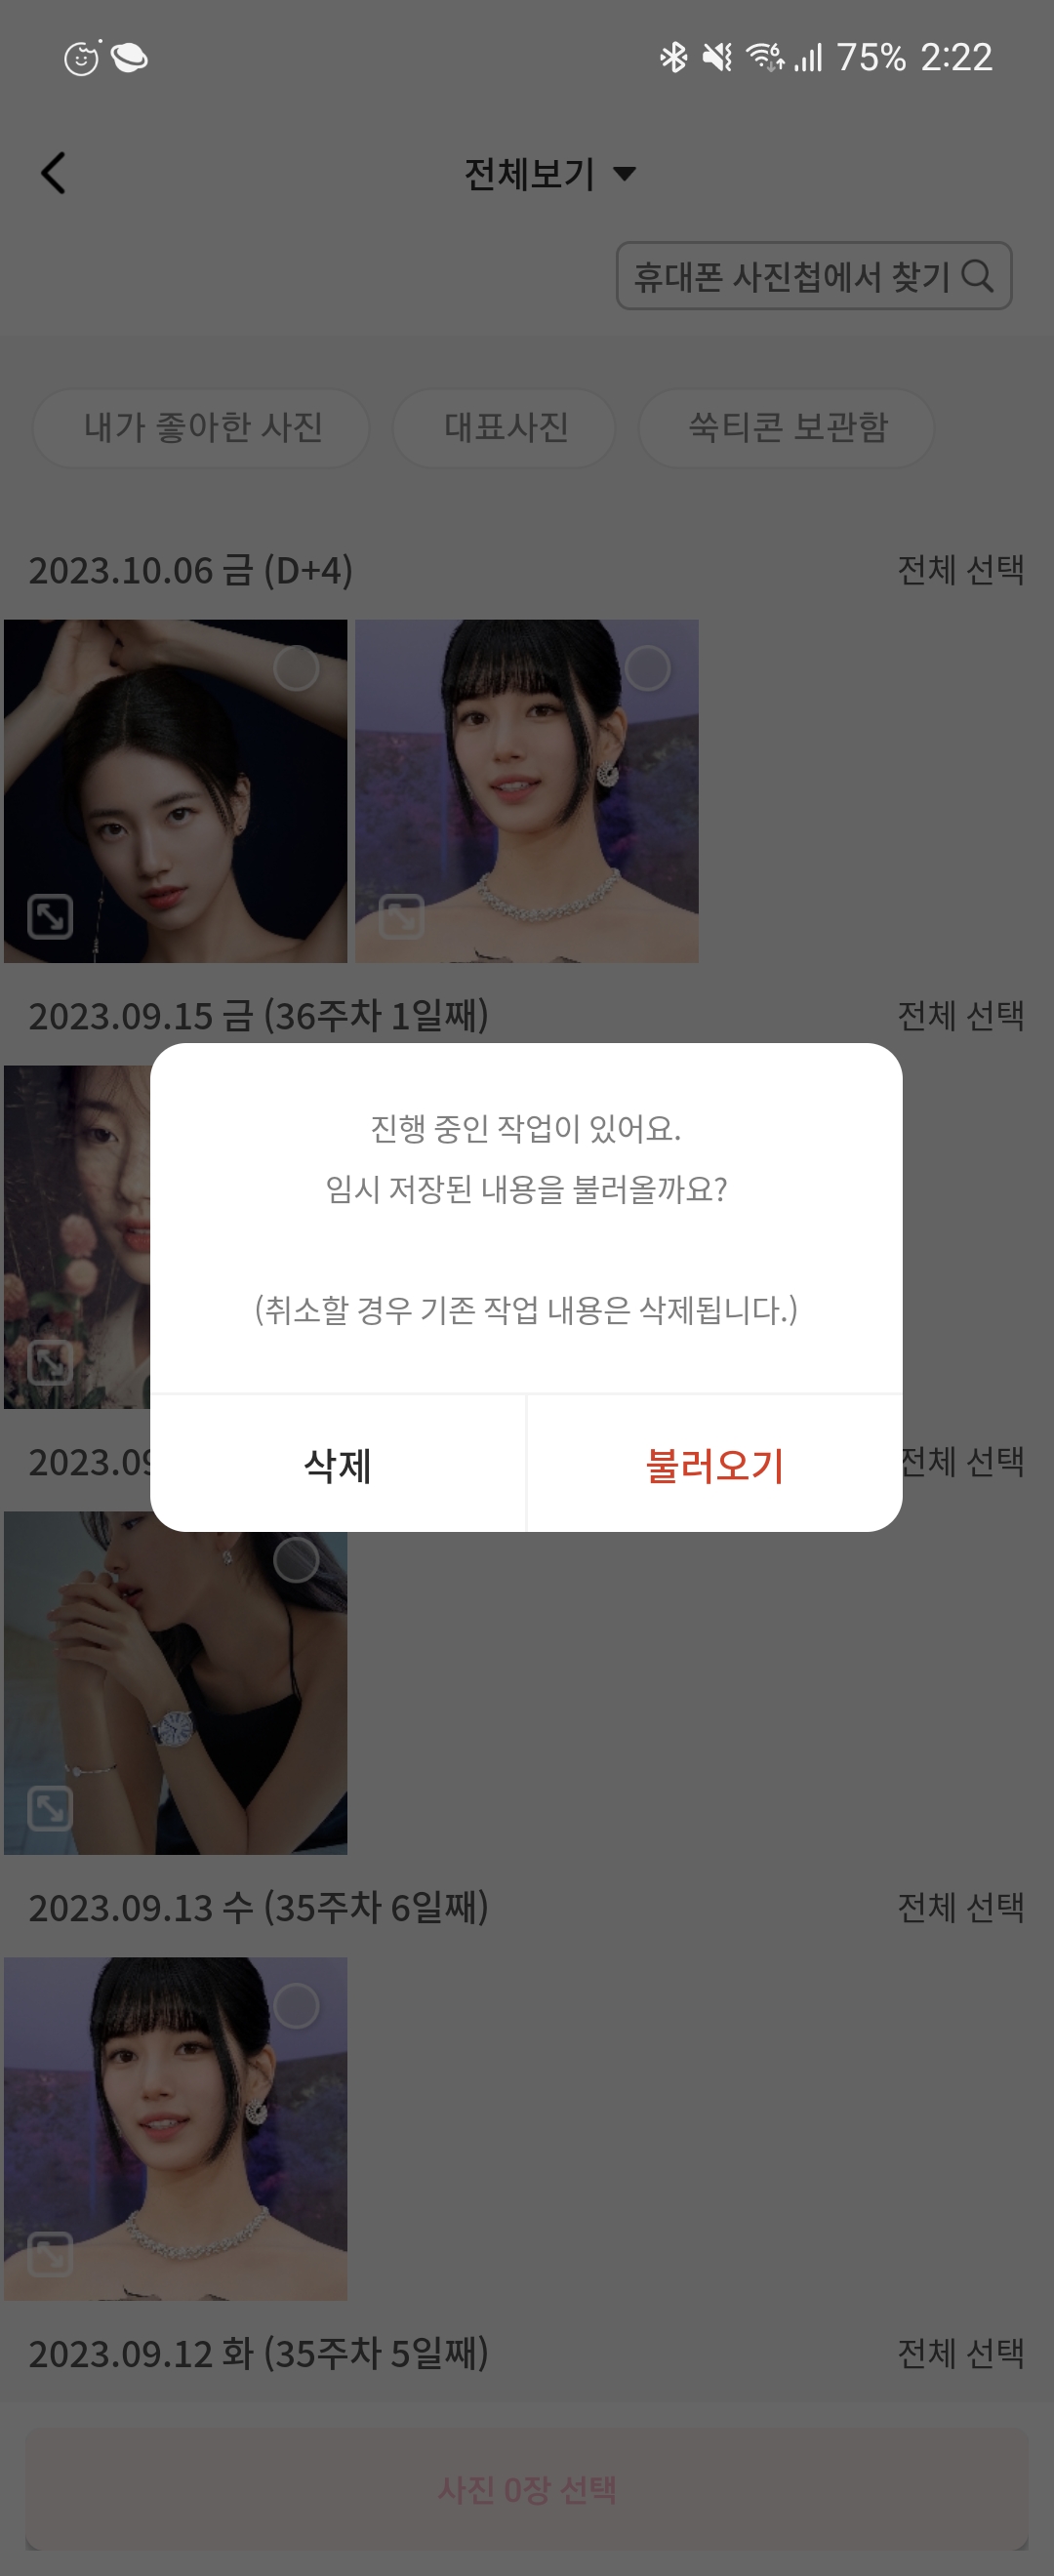 75% 2:22
전체보기
휴대폰 사진첩에서 찾기
내가 좋아한 사진 대표사진 쑥티콘 보관함
2023.10.06 금 (D+4) 전체 선택
2023.09.15 금 (36주차 1일째) 전체 선택
진행 중인 작업이 있어요.
임시 저장된 내용을 불러올까요?
(취소할 경우 기존 작업 내용은 삭제됩니다.)
삭제 불러오기
전체 선택
2023.09.13 수 (35주차 6일째) 전체 선택
2023.09.12 화 (35주차 5일째) 전체 선택
사진 0장 선택